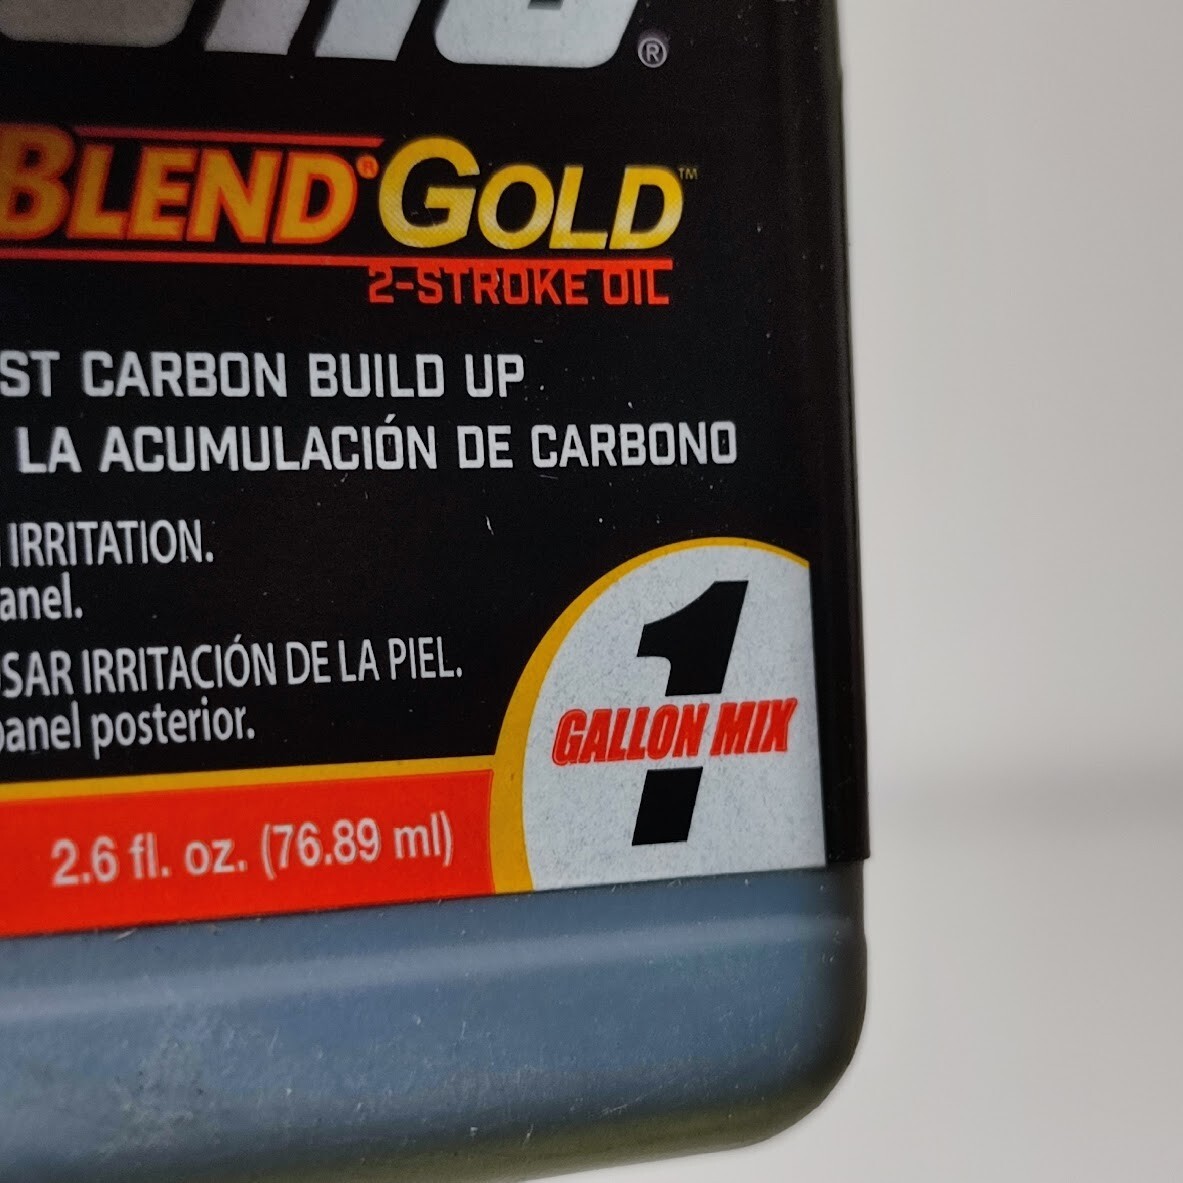 ®
BLEND® GOLD™
2-STROKE OIL
ST CARBON BUILD UP
LA ACUMULACIÓN DE CARBONO
IRRITATION.
anel.
SAR IRRITACIÓN DE LA PIEL.
panel posterior.
1
GALLON MIX
2.6 fl. oz. (76.89 ml)